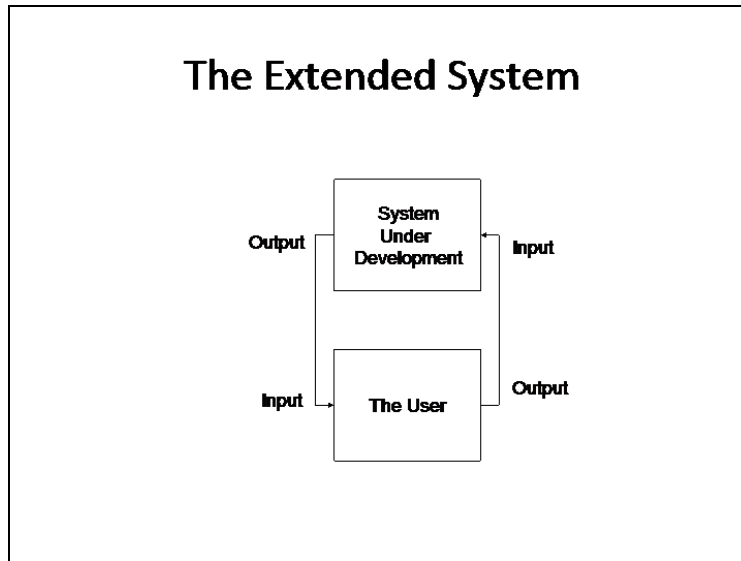 The Extended System
System
Under
Development
Output
Input
Input
The User
Output